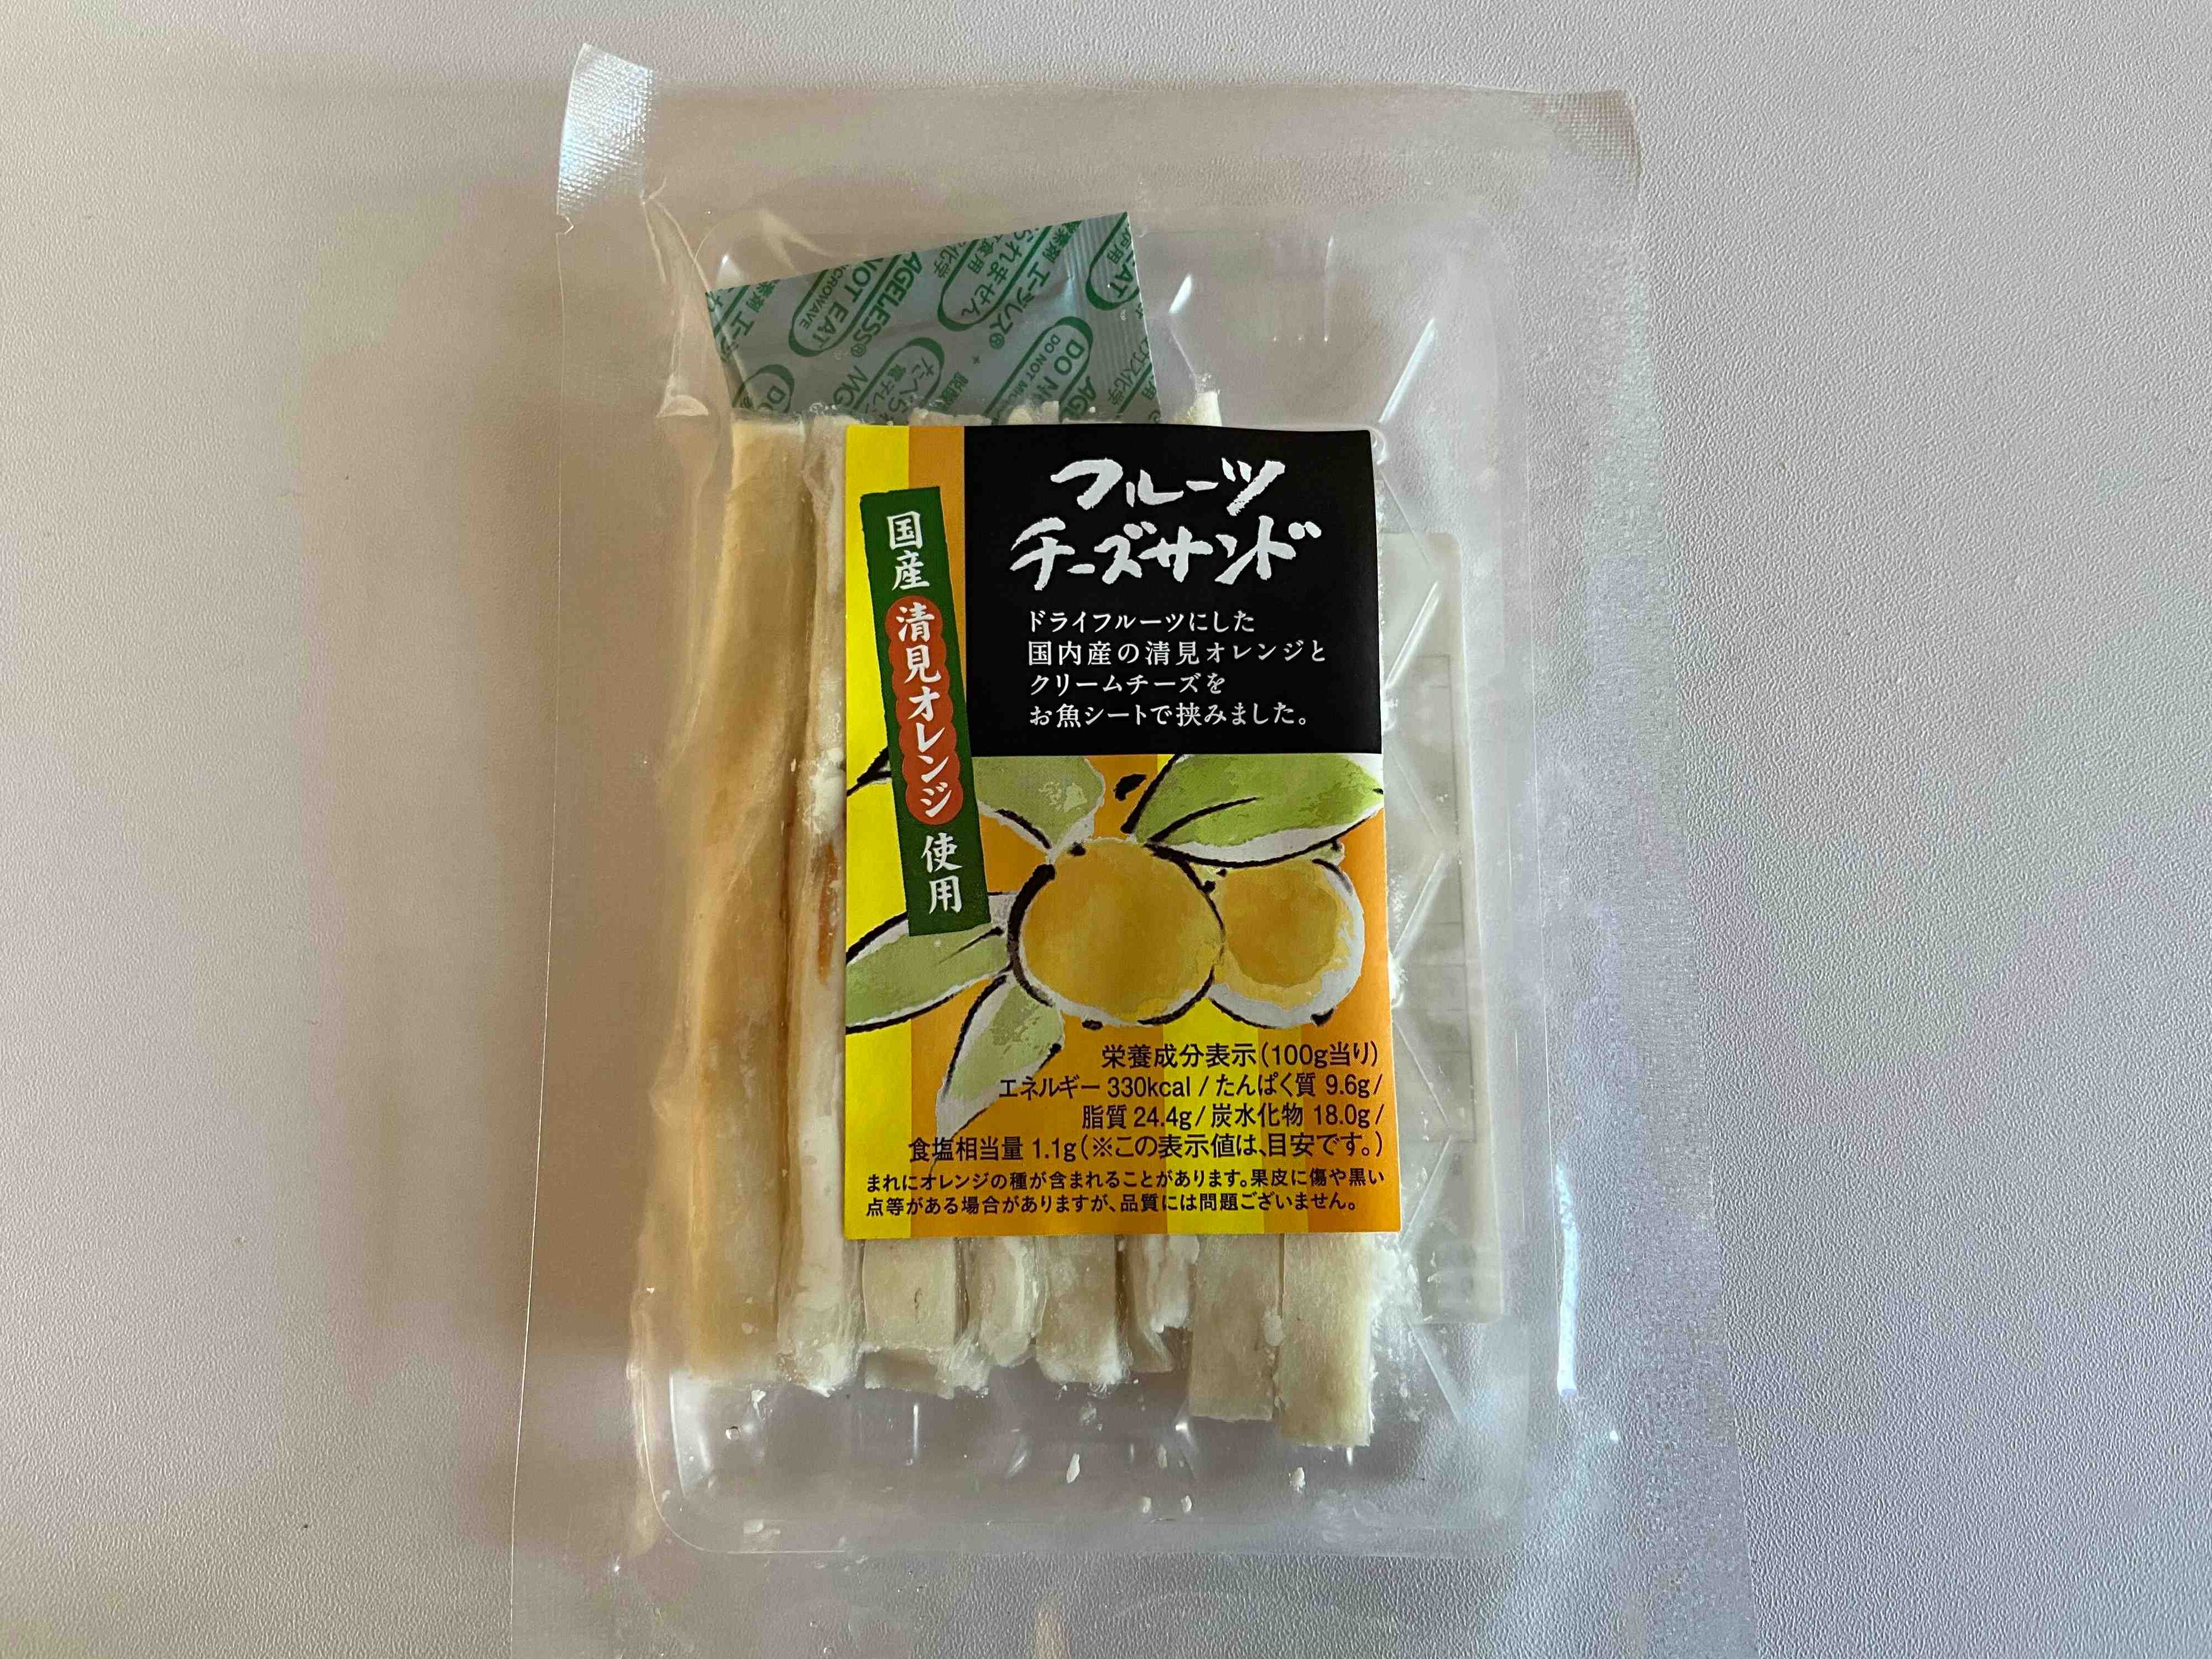 AGELESS®
NOT EAT
MICROWAVE
エージレス®
DO NOT
フルーツ
チーズサンド
ドライフルーツにした
国内産の清見オレンジと
クリームチーズを
お魚シートで挟みました。
国産清見オレンジ使用
栄養成分表示(100g当り)
エネルギー 330kcal / たんぱく質 9.6g /
脂質 24.4g / 炭水化物 18.0g /
食塩相当量 1.1g(※この表示値は、目安です。)
まれにオレンジの種が含まれることがあります。果皮に傷や黒い
点等がある場合がありますが、品質には問題ございません。